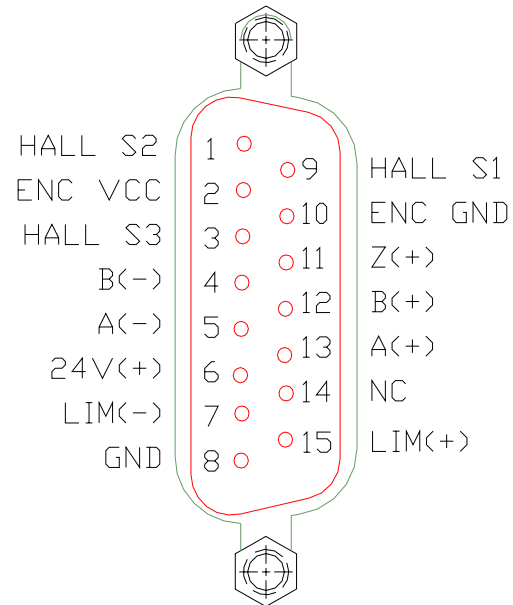 HALL S2 1
9 HALL S1
ENC VCC 2
10 ENC GND
HALL S3 3
11 Z(+)
B(-) 4
12 B(+)
A(-) 5
13 A(+)
24V(+) 6
14 NC
LIM(-) 7
15 LIM(+)
GND 8